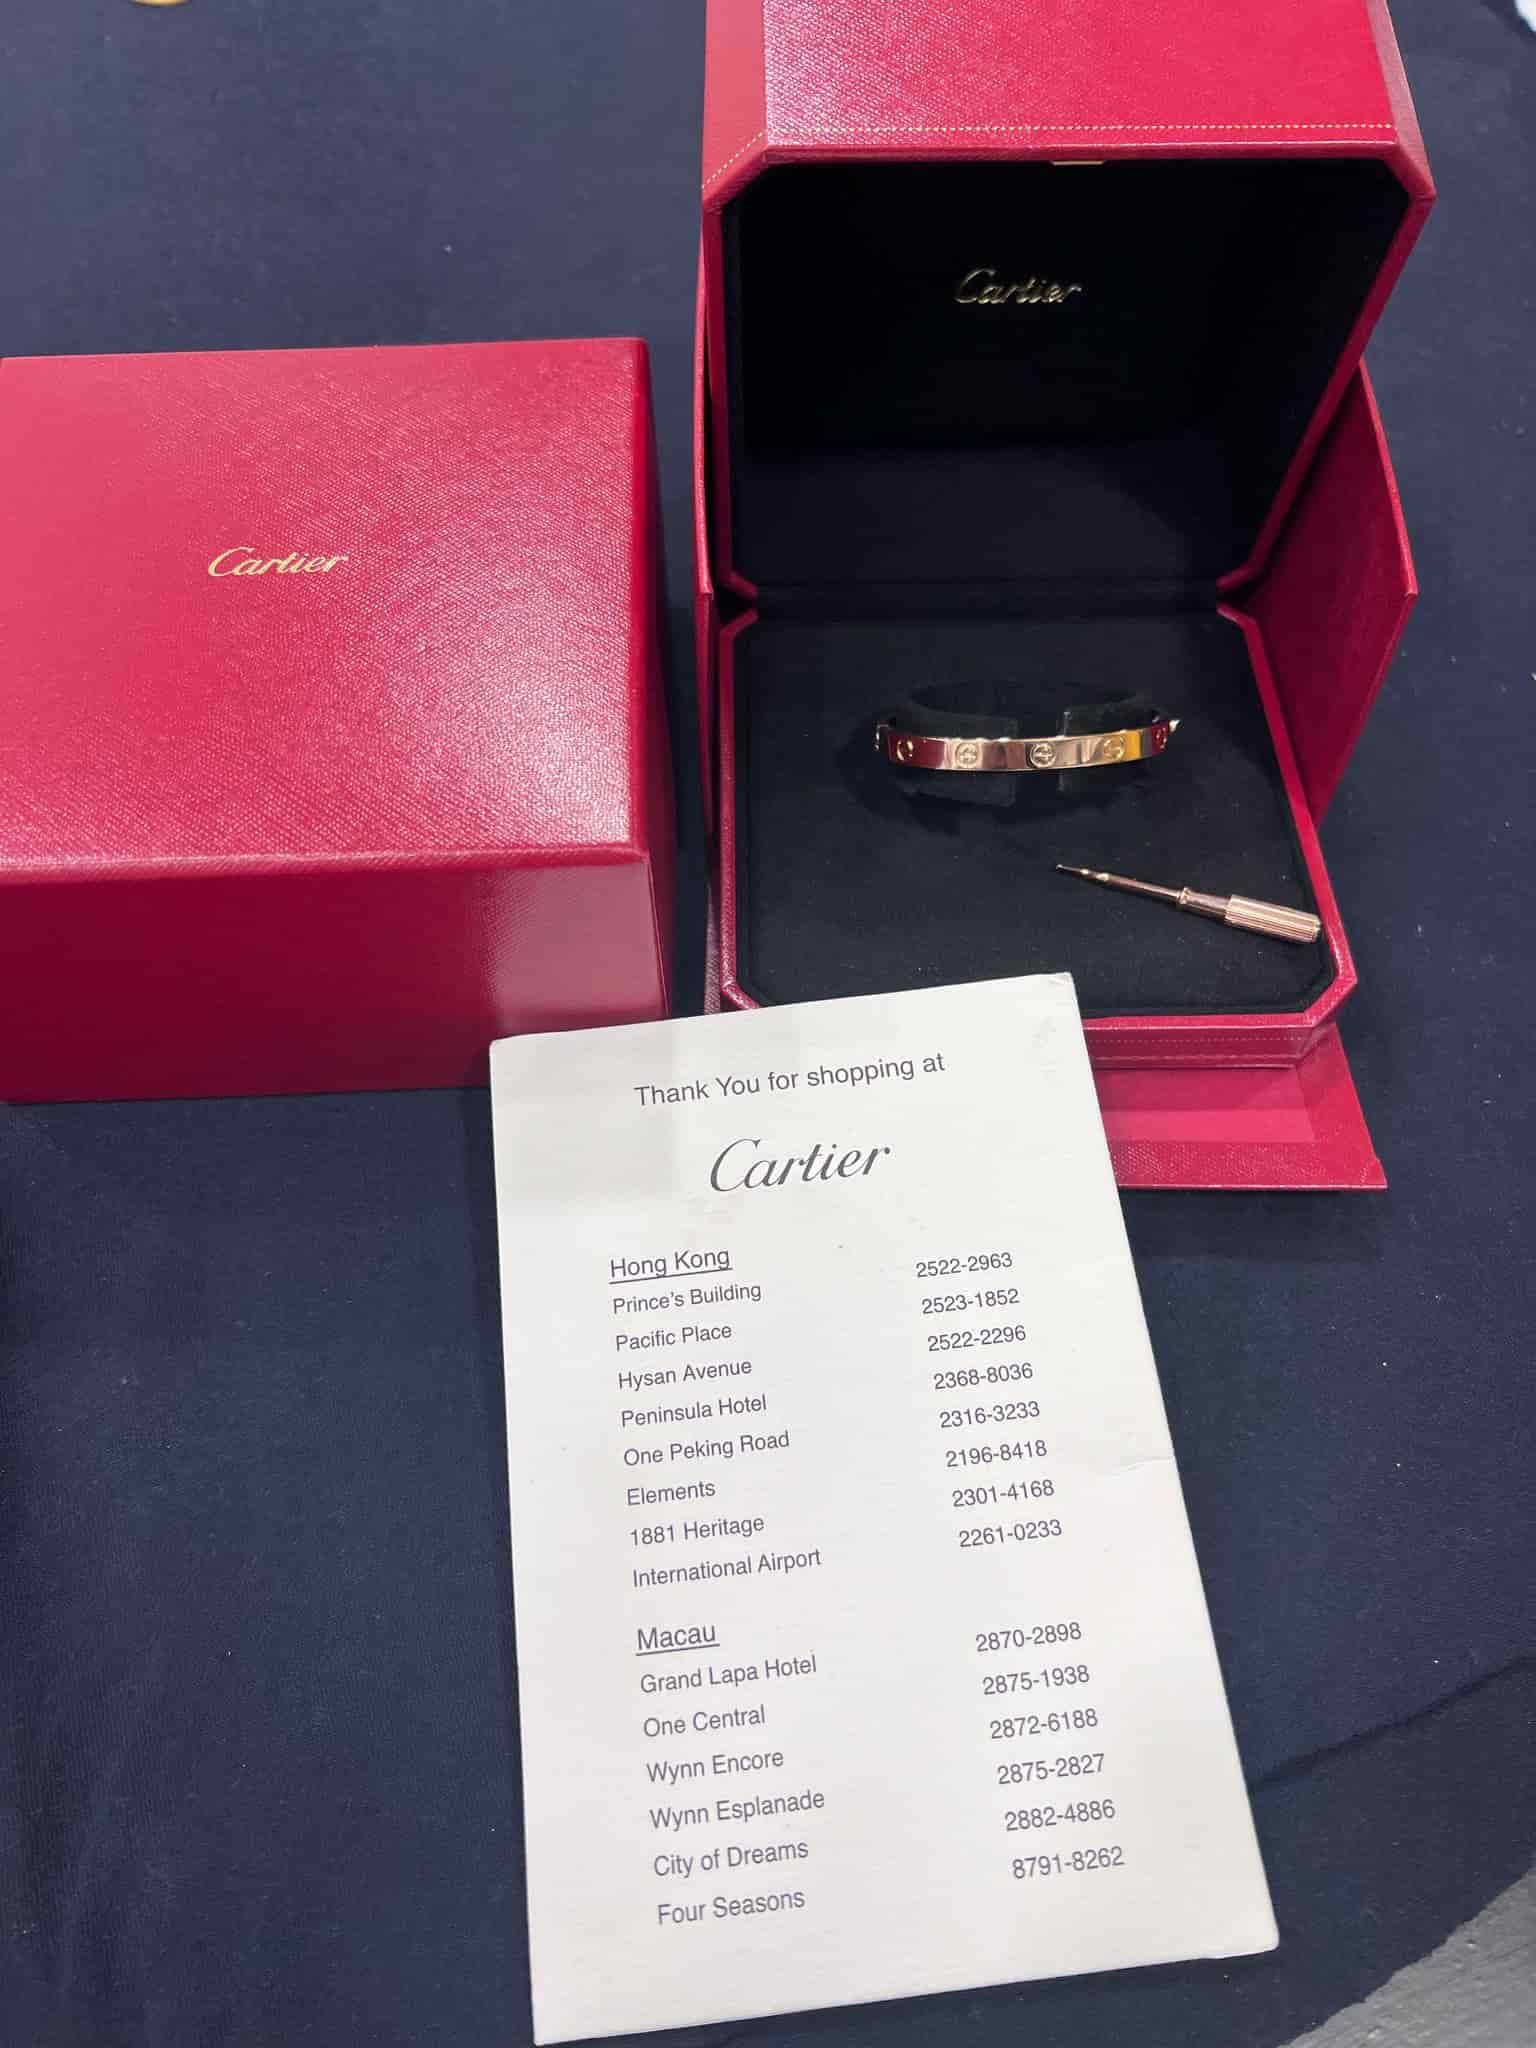 Cartier
Cartier
Thank You for shopping at
Cartier
Hong Kong
Prince's Building 2522-2963
Pacific Place 2523-1852
Hysan Avenue 2522-2296
Peninsula Hotel 2368-8036
One Peking Road 2316-3233
Elements 2196-8418
1881 Heritage 2301-4168
International Airport 2261-0233
Macau
Grand Lapa Hotel 2870-2898
One Central 2875-1938
Wynn Encore 2872-6188
Wynn Esplanade 2875-2827
City of Dreams 2882-4886
Four Seasons 8791-8262